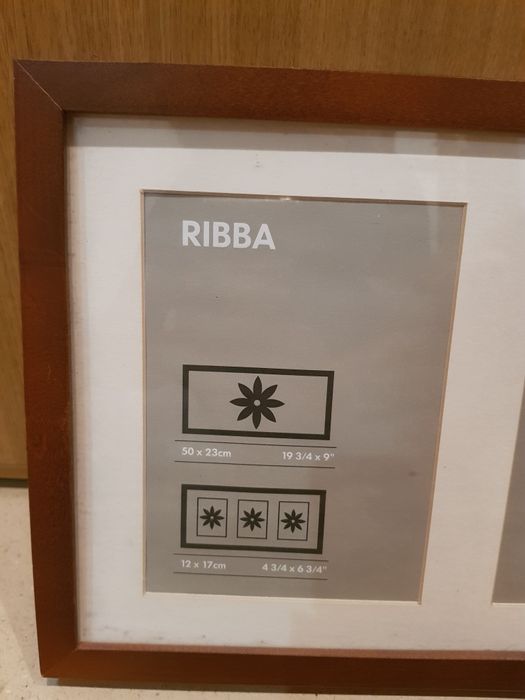 RIBBA
50 x 23cm 19 3/4 x 9"
12 x 17cm 4 3/4 x 6 3/4"